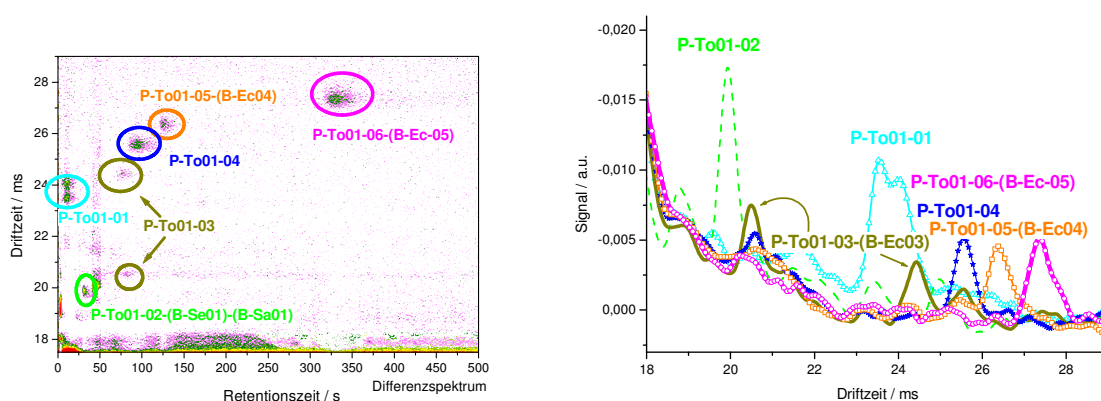 Driftzeit / ms
28
26
24
22
20
18
P-To01-05-(B-Ec04)
P-To01-06-(B-Ec-05)
P-To01-04
P-To01-01
P-To01-03
P-To01-02-(B-Se01)-(B-Sa01)
0 50 100 150 200 250 300 350 400 450 500
Retentionszeit / s
Differenzspektrum
Signal / a.u.
-0,020
-0,015
-0,010
-0,005
0,000
P-To01-02
P-To01-01
P-To01-06-(B-Ec-05)
P-To01-04
P-To01-05-(B-Ec04)
P-To01-03-(B-Ec03)
18 20 22 24 26 28
Driftzeit / ms